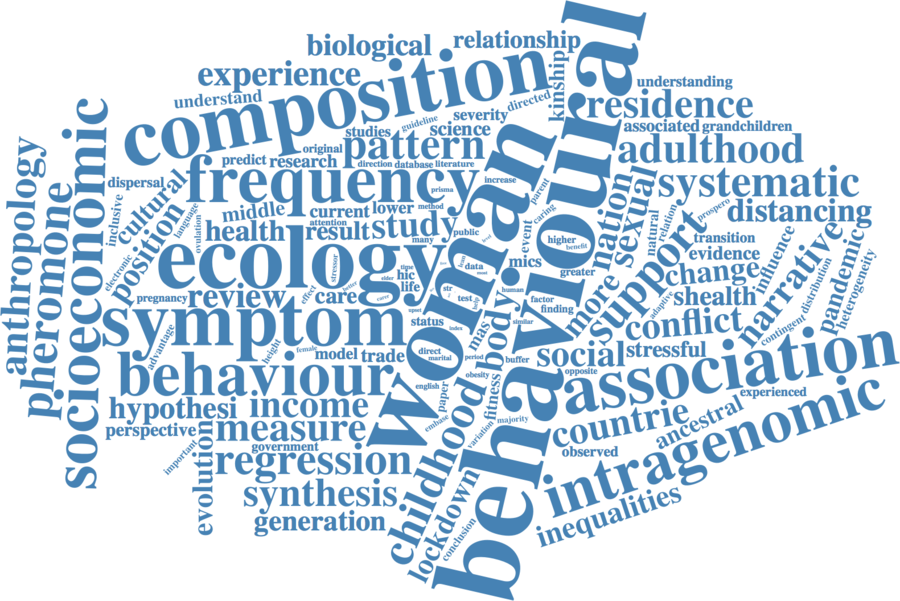 biological
relationship
experience
understand
composition
kinship
behavioural
understanding
residence
severity
directed
guideline
science
studies
associated
grandchildren
original
pattern
adulthood
predict
research
direction
database
literature
frequency
woman
dispersal
cultural
systematic
increase
prisma
parent
nation
sexual
inclusive
language
middle
current
lower
method
caring
distancing
prospero
position
ovulation
health
attention
result
study
many
public
event
higher
benefit
natural
relation
support
transition
evidence
influence
narrative
pandemic
anthropology
pheromone
socioeconomic
electronic
ecology
stressor
time
hic
elder
life
data
mics
greater
more
change
adaptive
shealth
distribution
heterogeneity
contingent
pregnancy
review
effect
better
care
carer
str
test
help
human
factor
finding
conflict
symptom
upset
status
index
mas
body
similar
advantage
height
female
model
trade
direct
marital
period
buffer
social
stressful
opposite
association
behaviour
english
obesity
fitness
hypothesi
income
paper
embase
childhood
variation
majority
countrie
ancestral
experienced
perspective
measure
government
important
evolution
regression
observed
intragenomic
synthesis
lockdown
conclusion
inequalities
generation